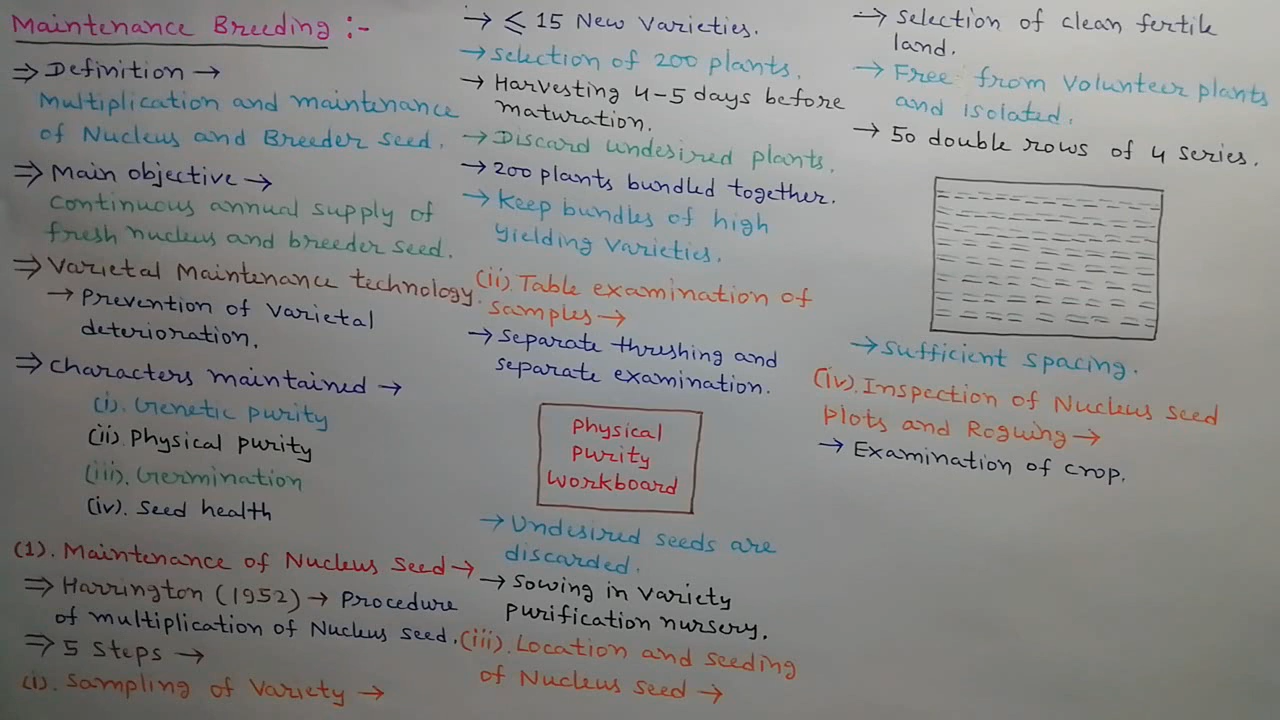 Maintenance Breeding :-
⇒ Definition →
Multiplication and maintenance
of Nucleus and Breeder seed.
⇒ Main objective →
continuous annual supply of
fresh nucleus and breeder seed.
⇒ Varietal Maintenance technology.
→ Prevention of varietal
deterioration.
⇒ Characters maintained →
(i). Genetic purity
(ii). Physical purity
(iii). Germination
(iv). Seed health
(1). Maintenance of Nucleus Seed →
⇒ Harrington (1952) → Procedure
of multiplication of Nucleus seed.
⇒ 5 Steps →
(i). Sampling of Variety →
→ ≤ 15 New Varieties.
→ Selection of 200 plants.
→ Harvesting 4-5 days before
maturation.
→ Discard undesired plants.
→ 200 plants bundled together.
→ Keep bundles of high
yielding varieties.
(ii). Table examination of
samples →
→ Separate threshing and
separate examination.
Physical
Purity
Workboard
→ Undesired seeds are
discarded.
→ Sowing in variety
purification nursery.
(iii). Location and seeding
of Nucleus seed →
→ Selection of clean fertile
land.
→ Free from volunteer plants
and isolated.
→ 50 double rows of 4 series.
→ Sufficient spacing.
(iv). Inspection of Nucleus seed
plots and Roguing →
→ Examination of crop.